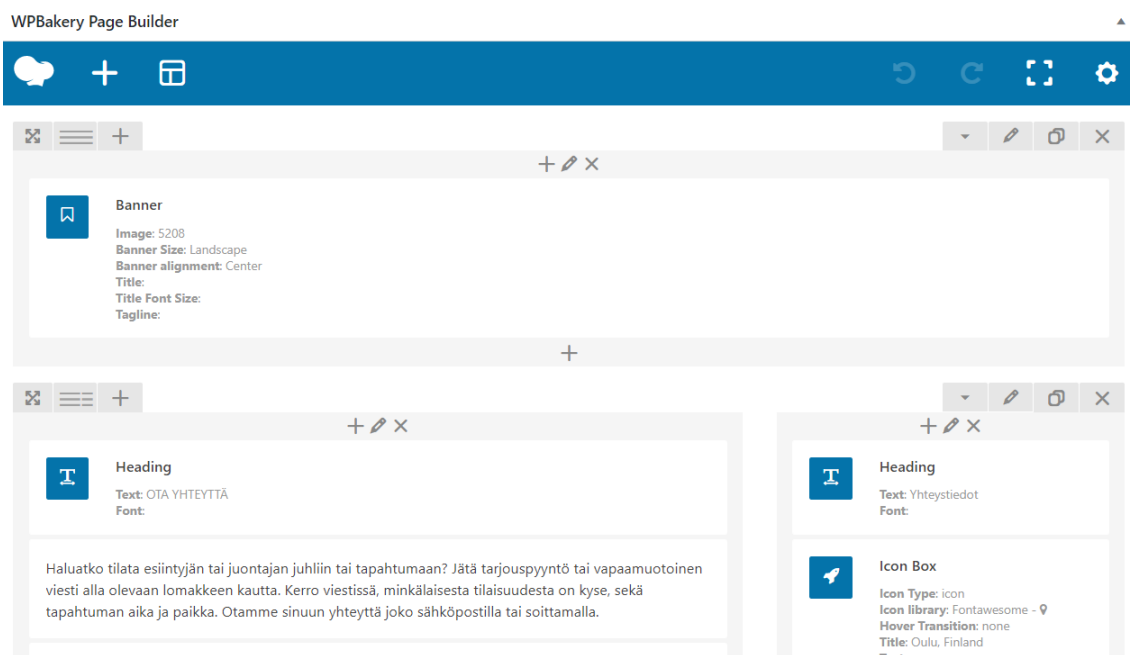 WPBakery Page Builder
Banner
Image: 5208
Banner Size: Landscape
Banner alignment: Center
Title:
Title Font Size:
Tagline:
Heading
Text: OTA YHTEYTTÄ
Font:
Haluatko tilata esiintyjän tai juontajan juhliin tai tapahtumaan? Jätä tarjouspyyntö tai vapaamuotoinen
viesti alla olevaan lomakkeen kautta. Kerro viestissä, minkälaisesta tilaisuudesta on kyse, sekä
tapahtuman aika ja paikka. Otamme sinuun yhteyttä joko sähköpostilla tai soittamalla.
Heading
Text: Yhteystiedot
Font:
Icon Box
Icon Type: icon
Icon library: Fontawesome -
Hover Transition: none
Title: Oulu, Finland